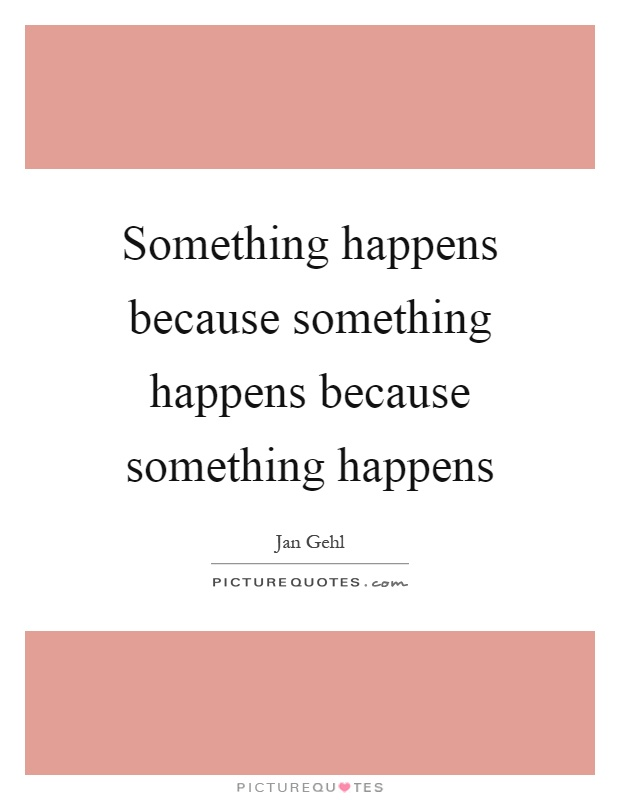 Something happens
because something
happens because
something happens
Jan Gehl
PICTUREQUOTES.com
PICTUREQUOTES